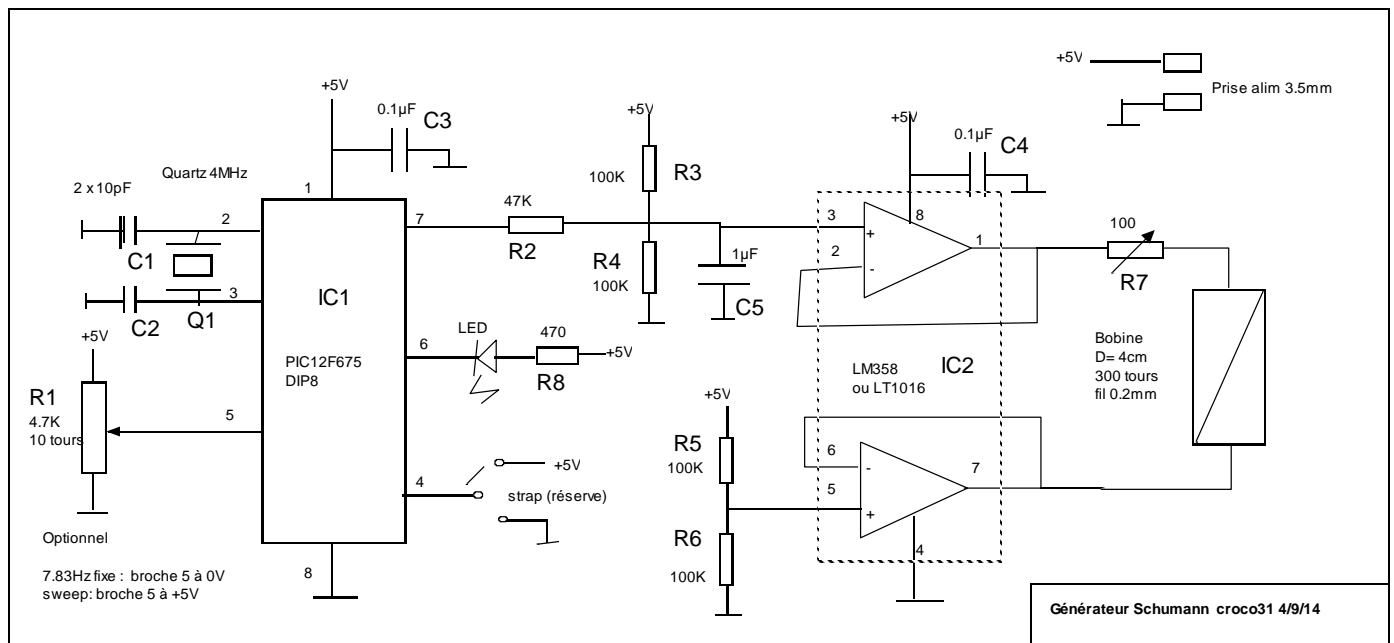 +5V
Prise alim 3.5mm
+5V
0.1µF
C3
+5V
+5V
0.1µF
C4
Quartz 4MHz
2 x 10pF
1
2
C1
7
47K
R2
R3
100K
3
8
+
2
-
1
100
R7
R4
100K
1µF
C5
3
C2
Q1
IC1
+5V
PIC12F675
DIP8
6
LED
470
R8
+5V
LM358
ou LT1016
IC2
Bobine
D= 4cm
300 tours
fil 0.2mm
R1
4.7K
10 tours
5
+5V
R5
100K
6
-
5
+
7
4
+5V
strap (réserve)
R6
100K
4
8
Optionnel
7.83Hz fixe : broche 5 à 0V
sweep: broche 5 à +5V
Générateur Schumann croco31 4/9/14